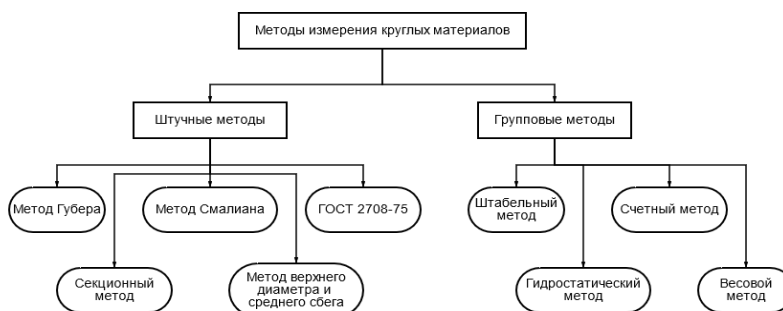 Методы измерения круглых материалов
Штучные методы
Групповые методы
Метод Губера
Метод Смалиана
ГОСТ 2708-75
Штабельный
метод
Счетный метод
Секционный
метод
Метод верхнего
диаметра и
среднего сбега
Гидростатический
метод
Весовой
метод